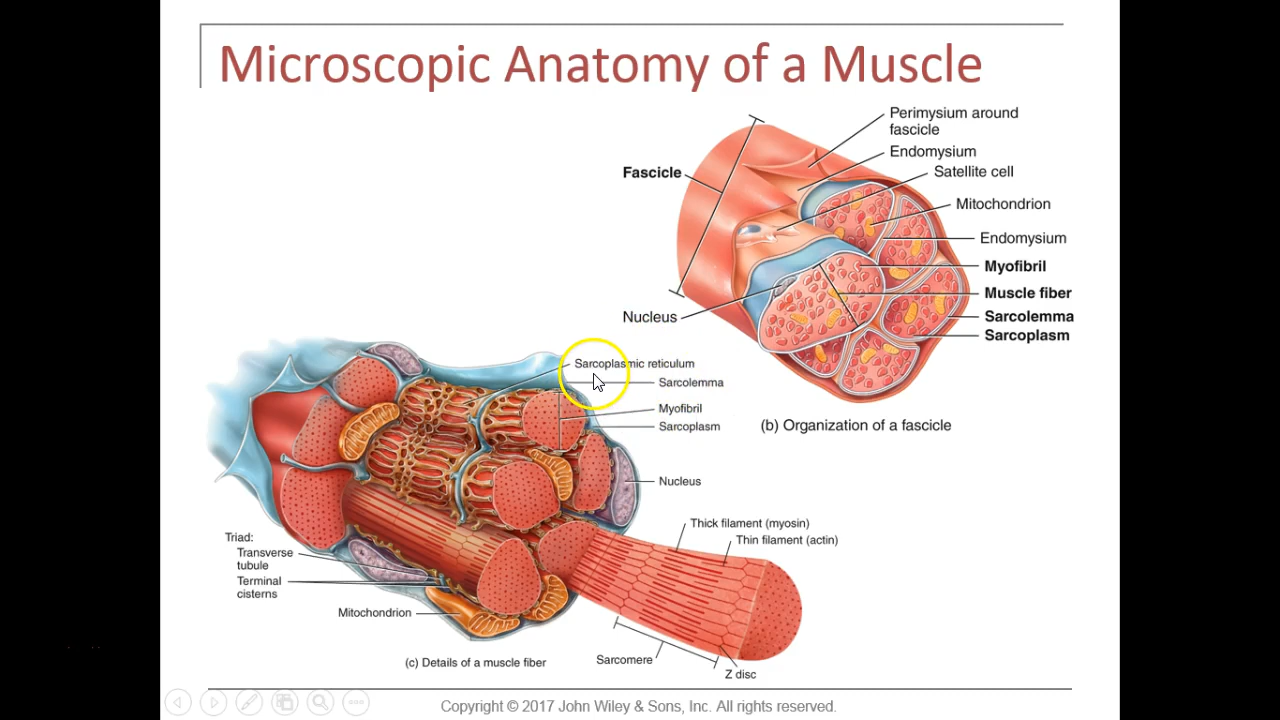 Microscopic Anatomy of a Muscle
Perimysium around
fascicle
Endomysium
Satellite cell
Fascicle
Mitochondrion
Endomysium
Myofibril
Muscle fiber
Sarcolemma
Sarcoplasm
Nucleus
(b) Organization of a fascicle
Sarcoplasmic reticulum
Sarcolemma
Myofibril
Sarcoplasm
Nucleus
Thick filament (myosin)
Thin filament (actin)
Triad:
Transverse
tubule
Terminal
cisterns
Mitochondrion
Sarcomere
Z disc
(c) Details of a muscle fiber
Copyright © 2017 John Wiley & Sons, Inc. All rights reserved.